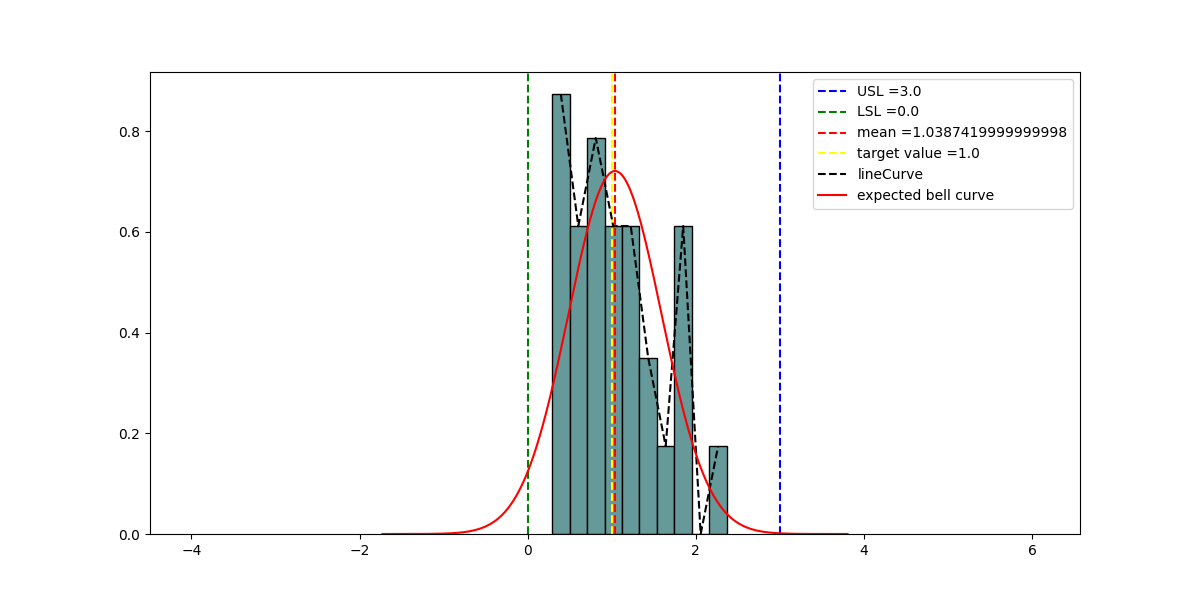 USL =3.0
LSL =0.0
mean =1.0387419999999998
target value =1.0
lineCurve
expected bell curve
0.8
0.6
0.4
0.2
0.0
−4
−2
0
2
4
6